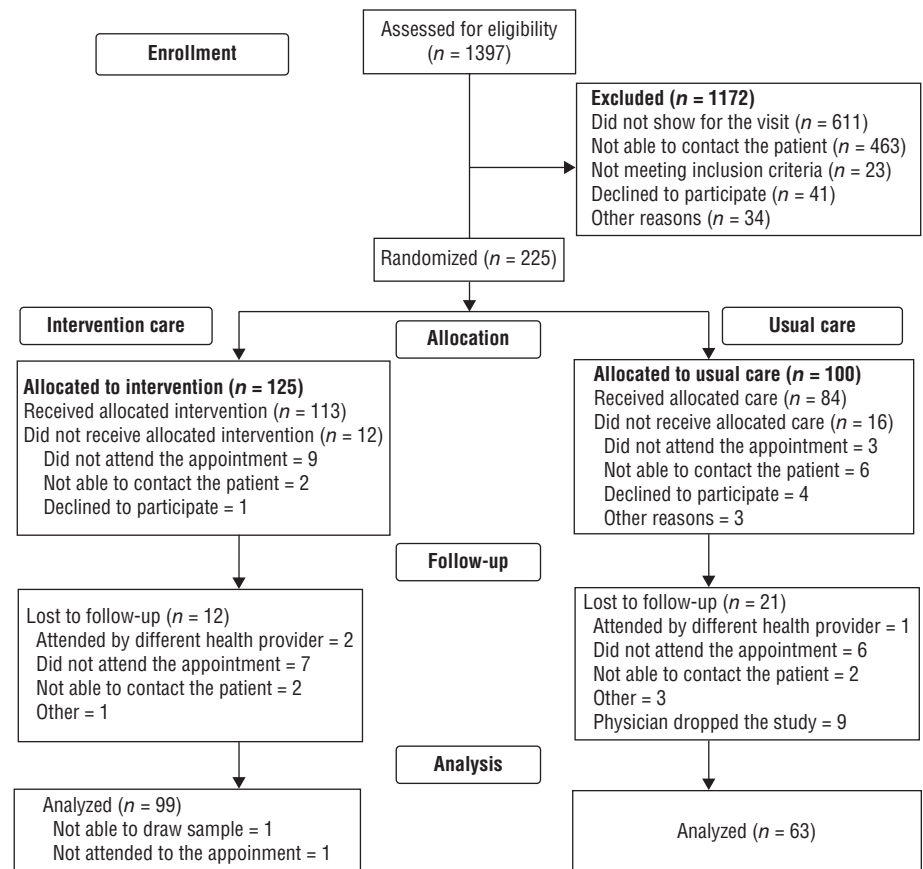 Enrollment
Assessed for eligibility
(n = 1397)
Excluded (n = 1172)
Did not show for the visit (n = 611)
Not able to contact the patient (n = 463)
Not meeting inclusion criteria (n = 23)
Declined to participate (n = 41)
Other reasons (n = 34)
Randomized (n = 225)
Intervention care
Allocation
Usual care
Allocated to intervention (n = 125)
Received allocated intervention (n = 113)
Did not receive allocated intervention (n = 12)
Did not attend the appointment = 9
Not able to contact the patient = 2
Declined to participate = 1
Allocated to usual care (n = 100)
Received allocated care (n = 84)
Did not receive allocated care (n = 16)
Did not attend the appointment = 3
Not able to contact the patient = 6
Declined to participate = 4
Other reasons = 3
Follow-up
Lost to follow-up (n = 12)
Attended by different health provider = 2
Did not attend the appointment = 7
Not able to contact the patient = 2
Other = 1
Lost to follow-up (n = 21)
Attended by different health provider = 1
Did not attend the appointment = 6
Not able to contact the patient = 2
Other = 3
Physician dropped the study = 9
Analysis
Analyzed (n = 99)
Not able to draw sample = 1
Not attended to the appoinment = 1
Analyzed (n = 63)